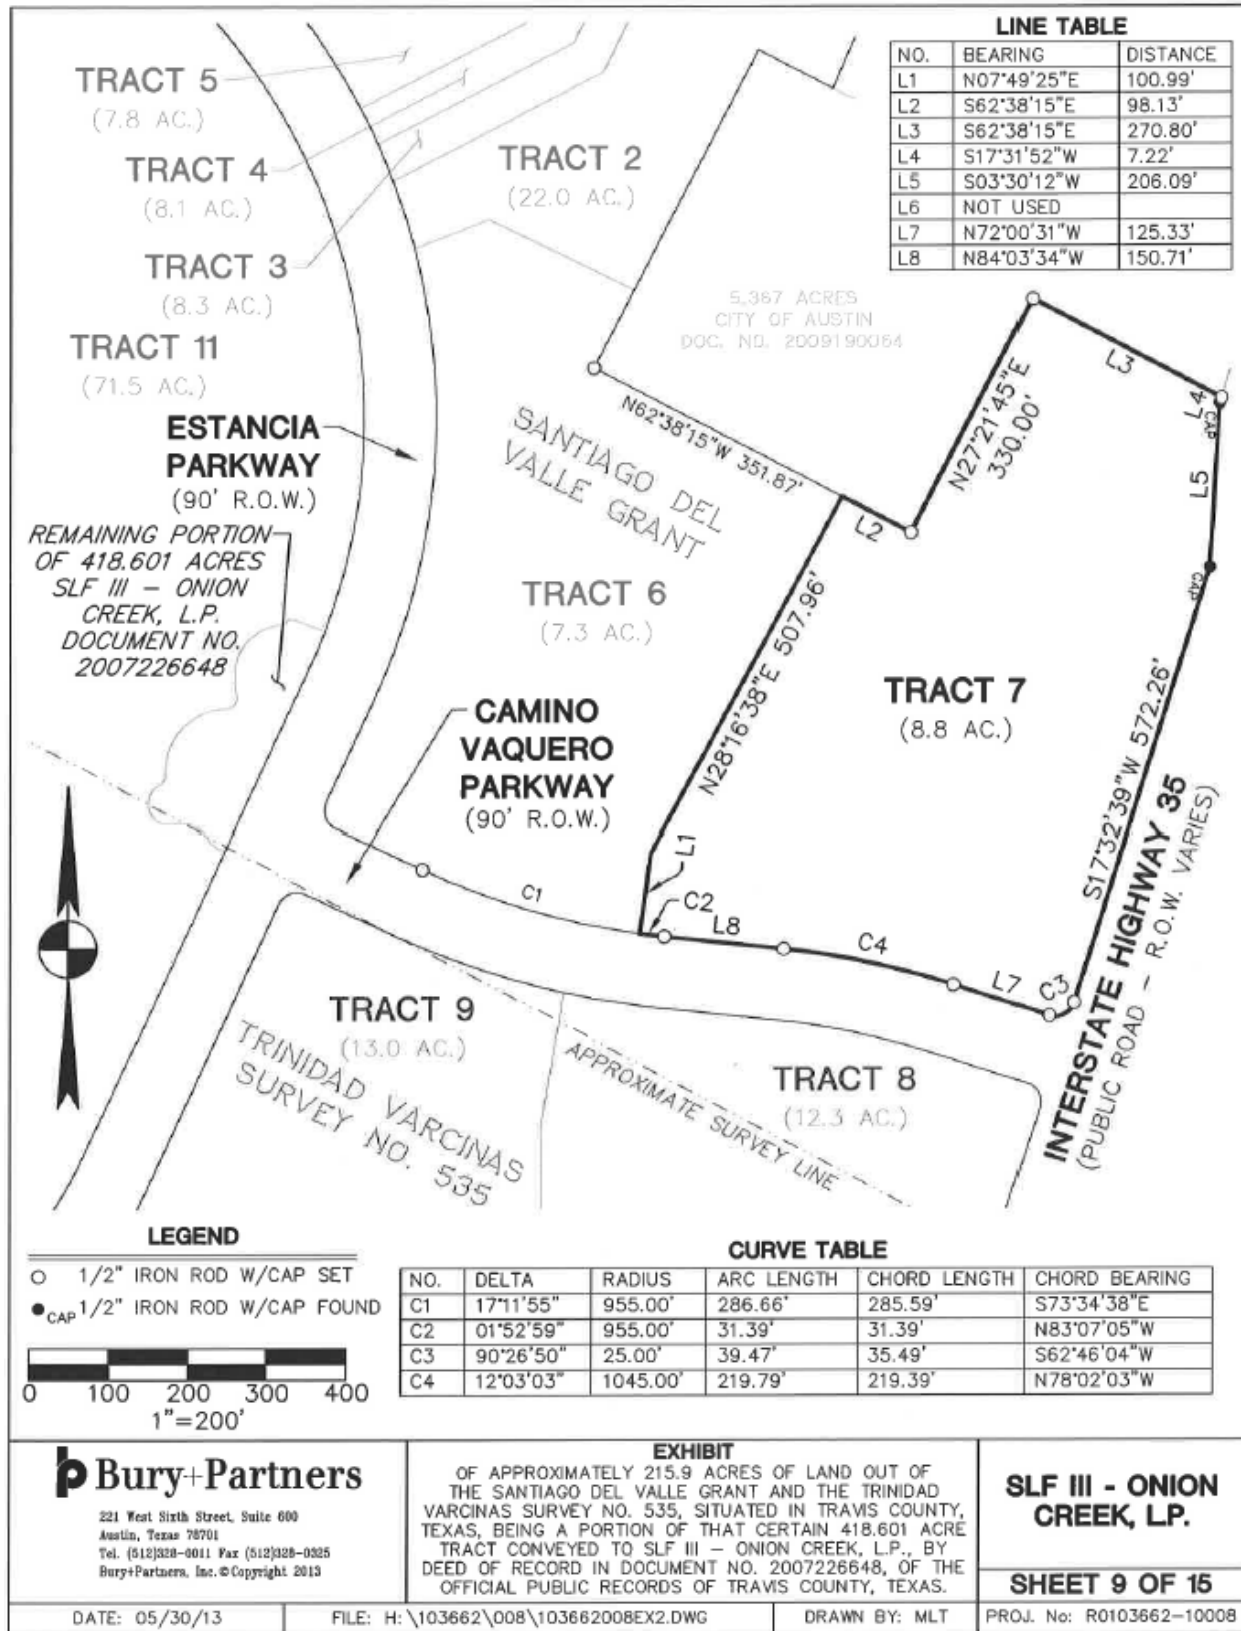 LINE TABLE
NO. BEARING DISTANCE
L1 N07°49'25"E 100.99'
L2 S62°38'15"E 98.13'
L3 S62°38'15"E 270.80'
L4 S17°31'52"W 7.22'
L5 S03°30'12"W 206.09'
L6 NOT USED
L7 N72°00'31"W 125.33'
L8 N84°03'34"W 150.71'
TRACT 5
(7.8 AC.)
TRACT 4
(8.1 AC.)
TRACT 3
(8.3 AC.)
TRACT 11
(71.5 AC.)
TRACT 2
(22.0 AC.)
5.367 ACRES
CITY OF AUSTIN
DOC. NO. 2009190064
ESTANCIA
PARKWAY
(90' R.O.W.)
REMAINING PORTION
OF 418.601 ACRES
SLF III – ONION
CREEK, L.P.
DOCUMENT NO.
2007226648
N62°38'15"W 351.87'
SANTIAGO DEL
VALLE GRANT
L2
N27°21'45"E
330.00'
L3
L4
CAP
L5
CAP
TRACT 6
(7.3 AC.)
N28°16'38"E 507.96'
TRACT 7
(8.8 AC.)
S17°32'39"W 572.26'
INTERSTATE HIGHWAY 35
(PUBLIC ROAD – R.O.W. VARIES)
CAMINO
VAQUERO
PARKWAY
(90' R.O.W.)
L1
C1
C2
L8
C4
L7
C3
TRACT 9
(13.0 AC.)
TRINIDAD VARCINAS
SURVEY NO. 535
APPROXIMATE SURVEY LINE
TRACT 8
(12.3 AC.)
LEGEND
1/2" IRON ROD W/CAP SET
CAP 1/2" IRON ROD W/CAP FOUND
0 100 200 300 400
1"=200'
CURVE TABLE
NO. DELTA RADIUS ARC LENGTH CHORD LENGTH CHORD BEARING
C1 17°11'55" 955.00' 286.66' 285.59' S73°34'38"E
C2 01°52'59" 955.00' 31.39' 31.39' N83°07'05"W
C3 90°26'50" 25.00' 39.47' 35.49' S62°46'04"W
C4 12°03'03" 1045.00' 219.79' 219.39' N78°02'03"W
Bury+Partners
221 West Sixth Street, Suite 600
Austin, Texas 78701
Tel. (512)328-0011 Fax (512)328-0325
Bury+Partners, Inc. © Copyright 2013
EXHIBIT
OF APPROXIMATELY 215.9 ACRES OF LAND OUT OF
THE SANTIAGO DEL VALLE GRANT AND THE TRINIDAD
VARCINAS SURVEY NO. 535, SITUATED IN TRAVIS COUNTY,
TEXAS, BEING A PORTION OF THAT CERTAIN 418.601 ACRE
TRACT CONVEYED TO SLF III – ONION CREEK, L.P., BY
DEED OF RECORD IN DOCUMENT NO. 2007226648, OF THE
OFFICIAL PUBLIC RECORDS OF TRAVIS COUNTY, TEXAS.
SLF III - ONION
CREEK, L.P.
SHEET 9 OF 15
DATE: 05/30/13
FILE: H:\103662\008\103662008EX2.DWG
DRAWN BY: MLT
PROJ. No: R0103662-10008